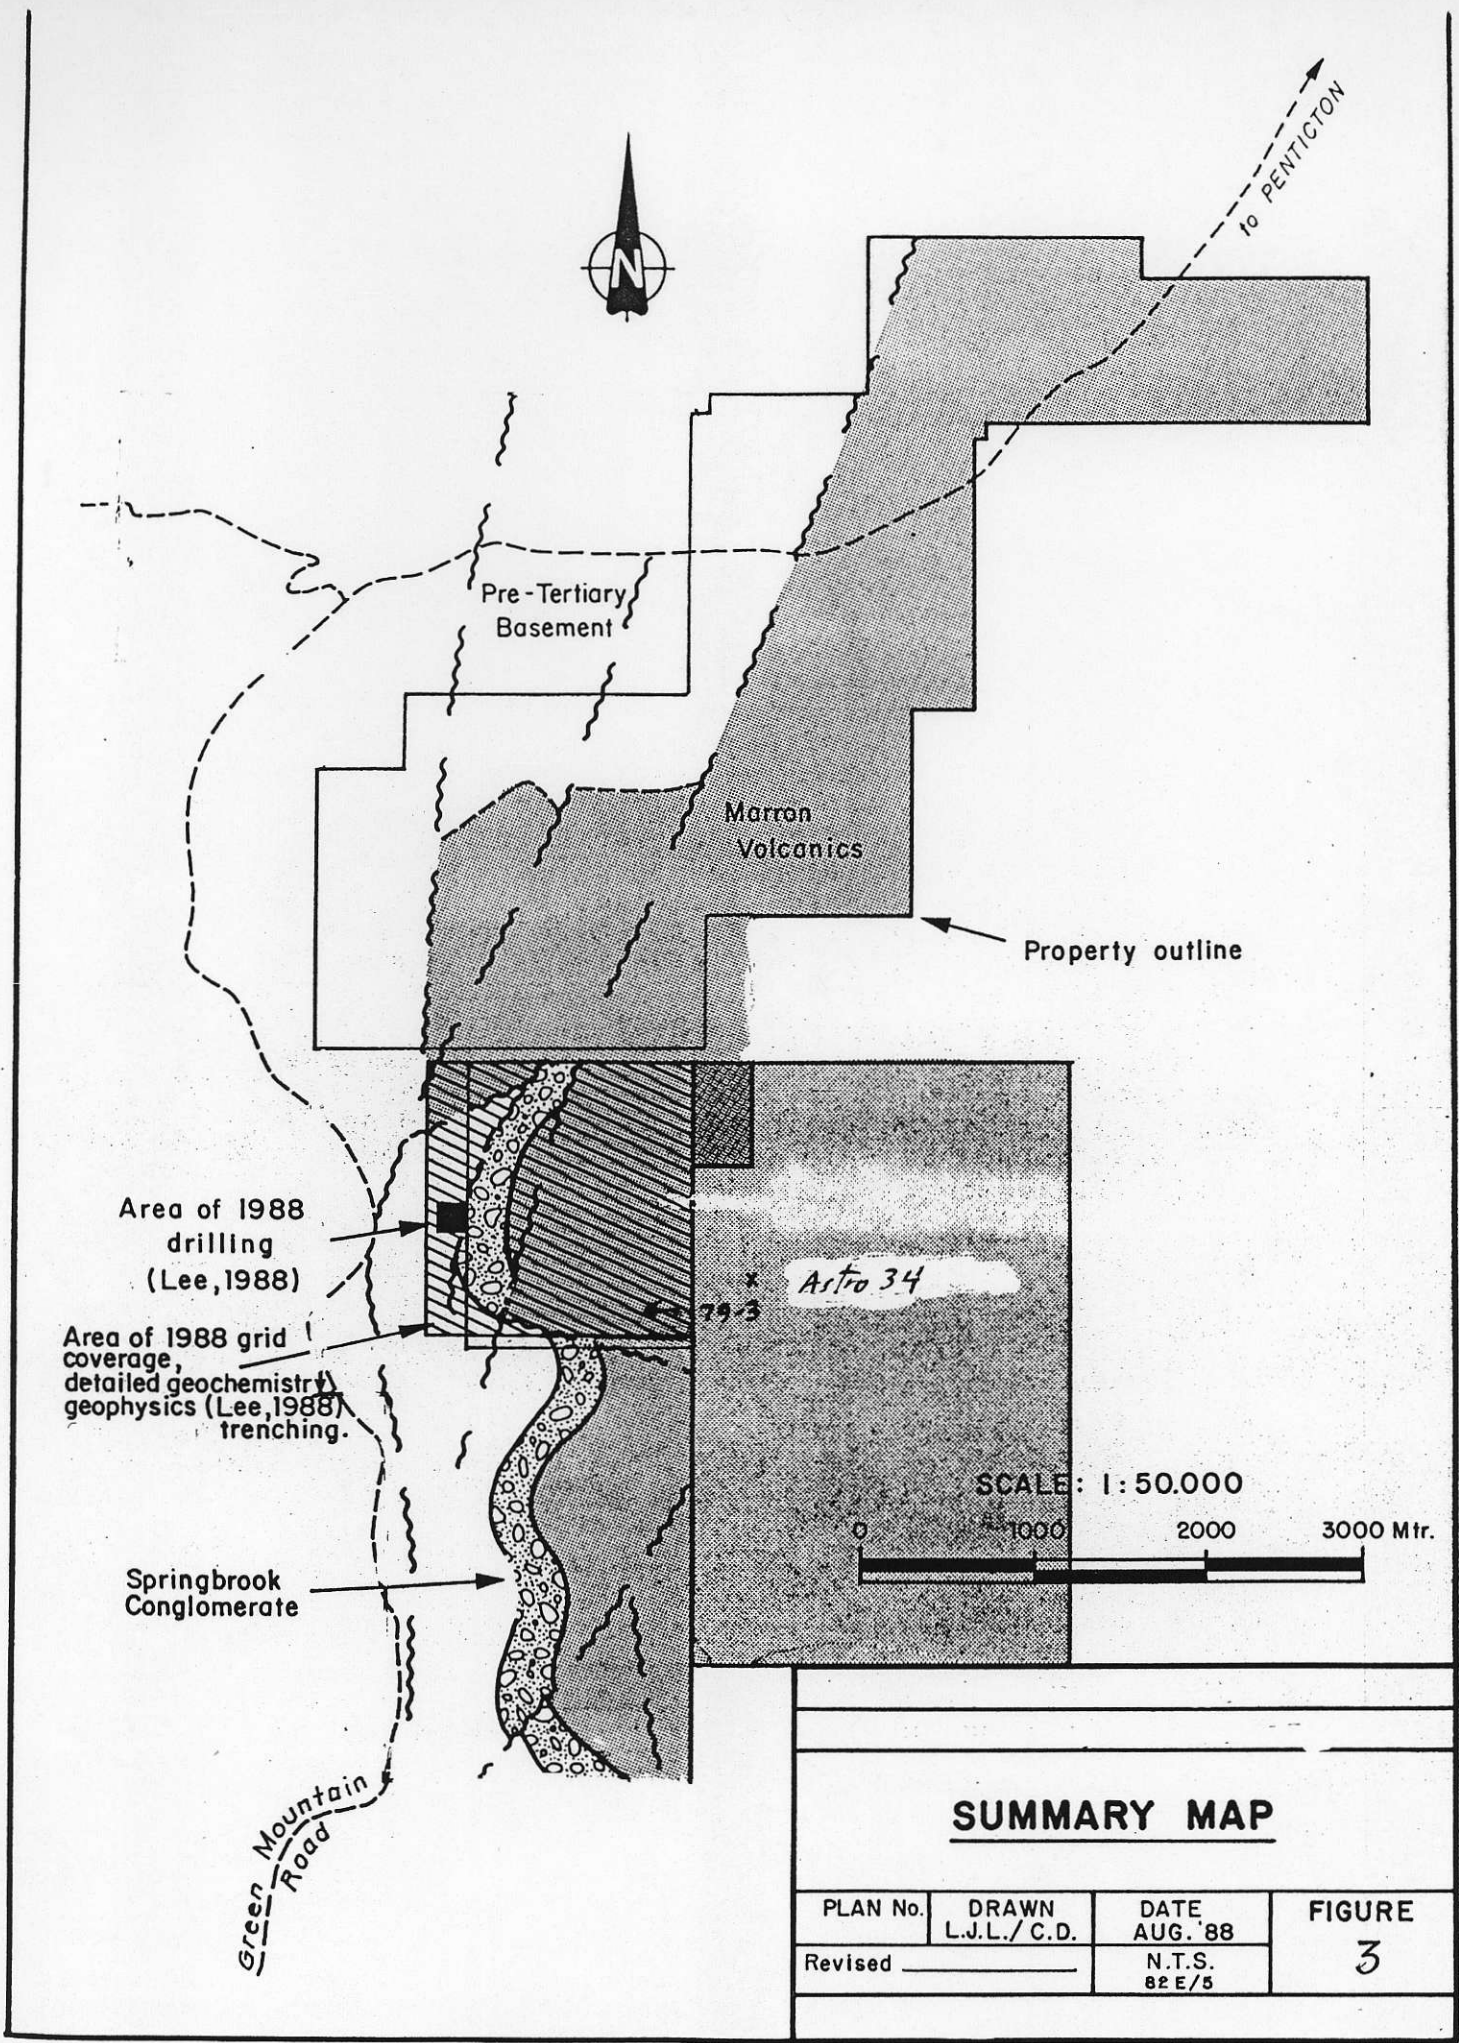 to PENTICTON
N
Pre-Tertiary
Basement
Marron
Volcanics
Property outline
Area of 1988
drilling
(Lee,1988)
Astro 34
79-3
Area of 1988 grid
coverage,
detailed geochemistry
geophysics (Lee,1988)
trenching.
SCALE: 1:50.000
0 1000 2000 3000 Mtr.
Springbrook
Conglomerate
Green Mountain
Road
SUMMARY MAP
PLAN No.
DRAWN
L.J.L./C.D.
DATE
AUG. '88
FIGURE
3
Revised
N.T.S.
82 E/5